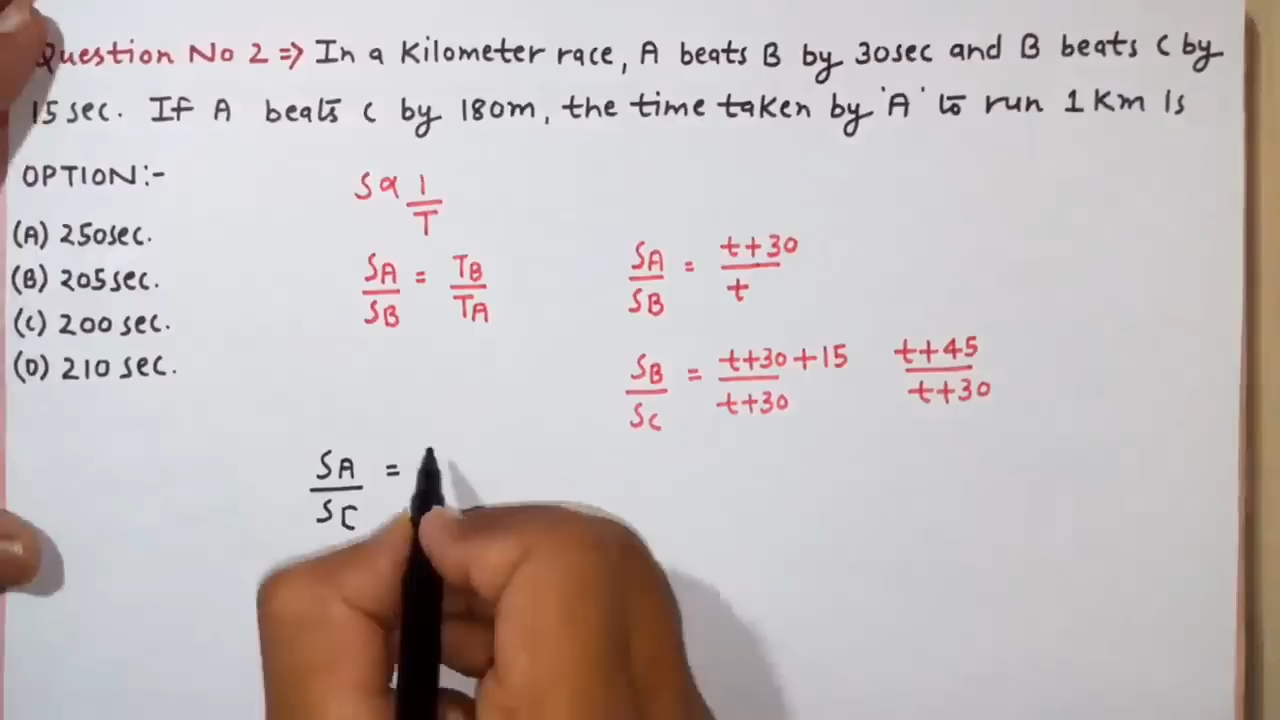 Question No 2 => In a Kilometer race, A beats B by 30sec and B beats C by
15 sec. If A beats C by 180m, the time taken by 'A' to run 1 Km is
OPTION:-
(A) 250sec.
(B) 205sec.
(C) 200 sec.
(D) 210 sec.
S ∝ 1/T
SA/SB = TB/TA
SA/SB = t+30/t
SB/SC = t+30+15/t+30 t+45/t+30
SA/SC =